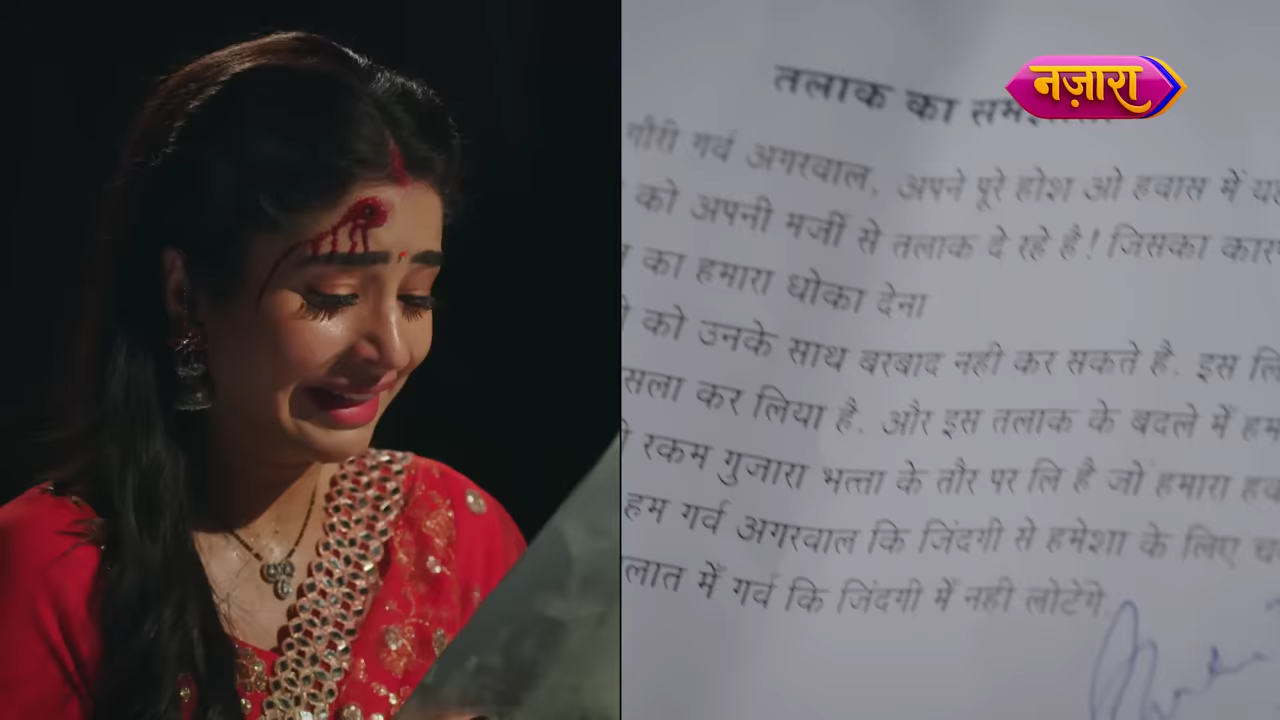 नज़ारा
तलाक का
गौरी गर्व अगरवाल, अपने पूरे होश ओ हवास में
को अपनी मर्जी से तलाक दे रहे है! जिसका
का हमारा धोका देना
को उनके साथ बरबाद नही कर सकते है. इस
कर लिया है. और इस तलाक के बदले में
रकम गुजारा भत्ता के तौर पर लि है जो हमारा
हम गर्व अगरवाल कि जिंदगी से हमेशा के लिए
में गर्व कि जिंदगी में नही लोटेंगे